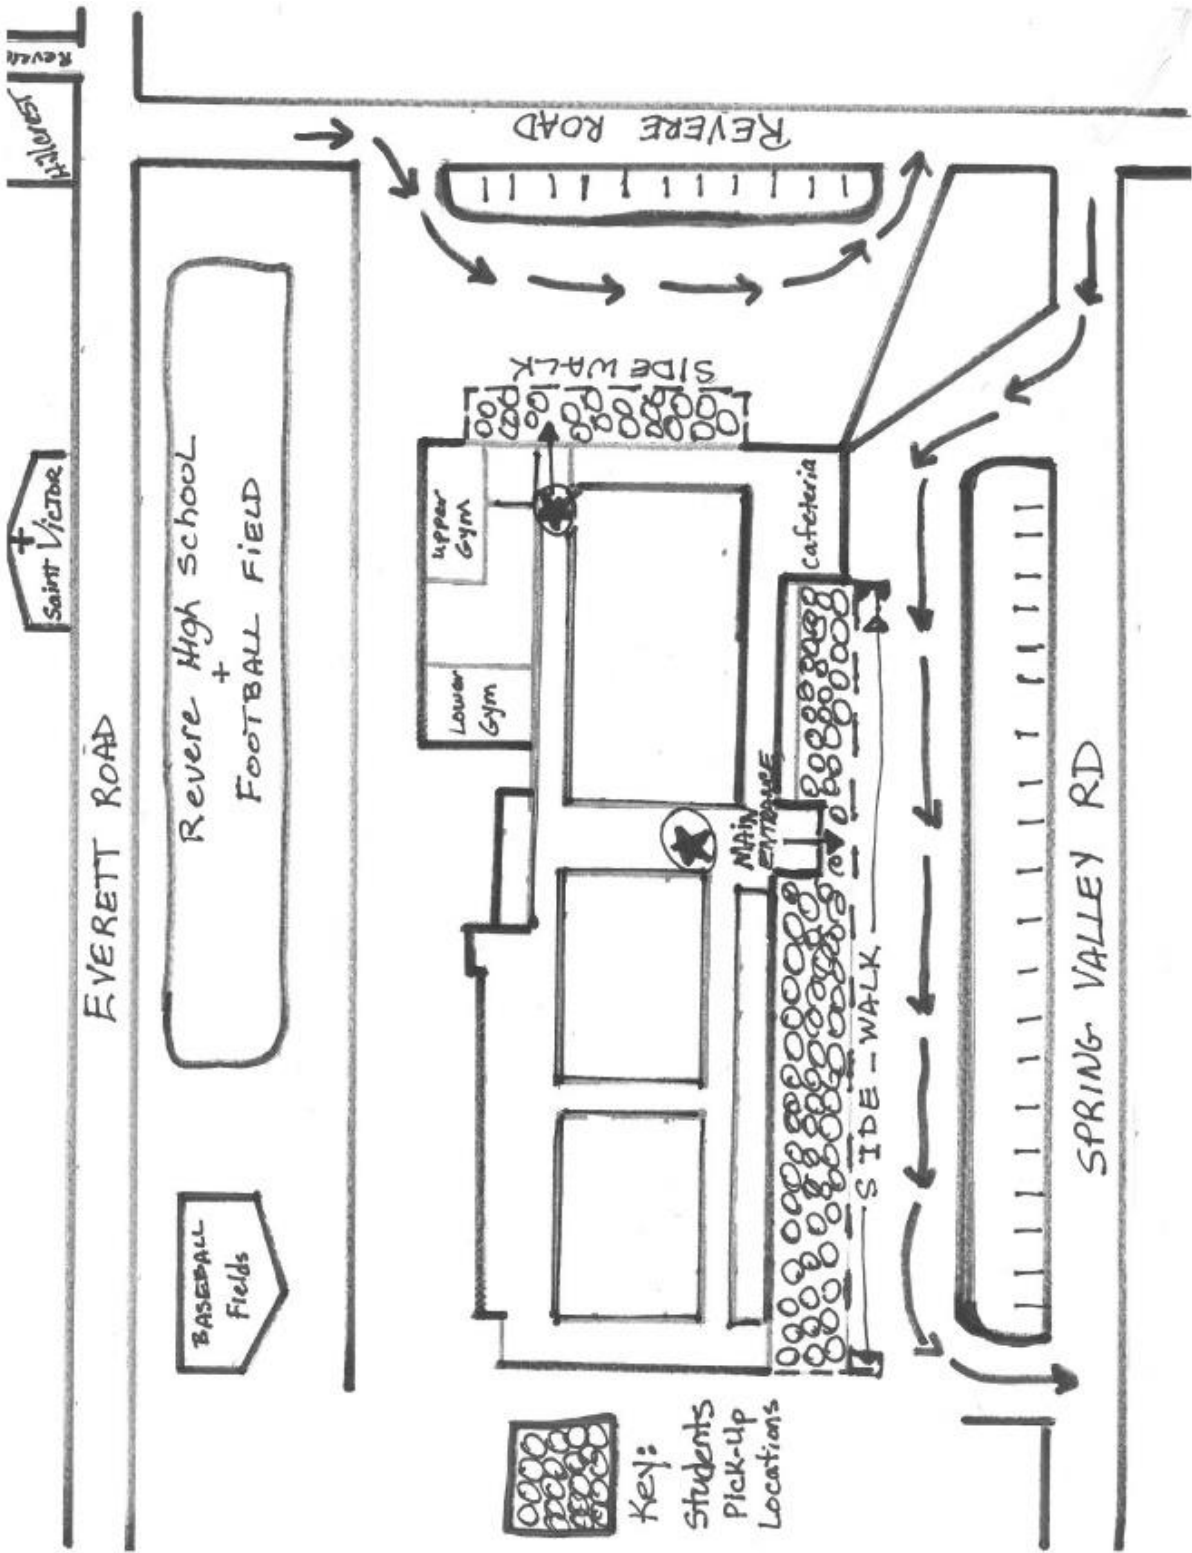 Hillcrest
EVERETT ROAD
Saint Victor
Revere High School
+
FOOTBALL FIELD
BASEBALL
Fields
REVERE ROAD
SIDE WALK
Upper
Gym
Lower
Gym
Cafeteria
MAIN
ENTRANCE
SIDE-WALK
SPRING VALLEY RD
Key:
Students
Pick-Up
Locations